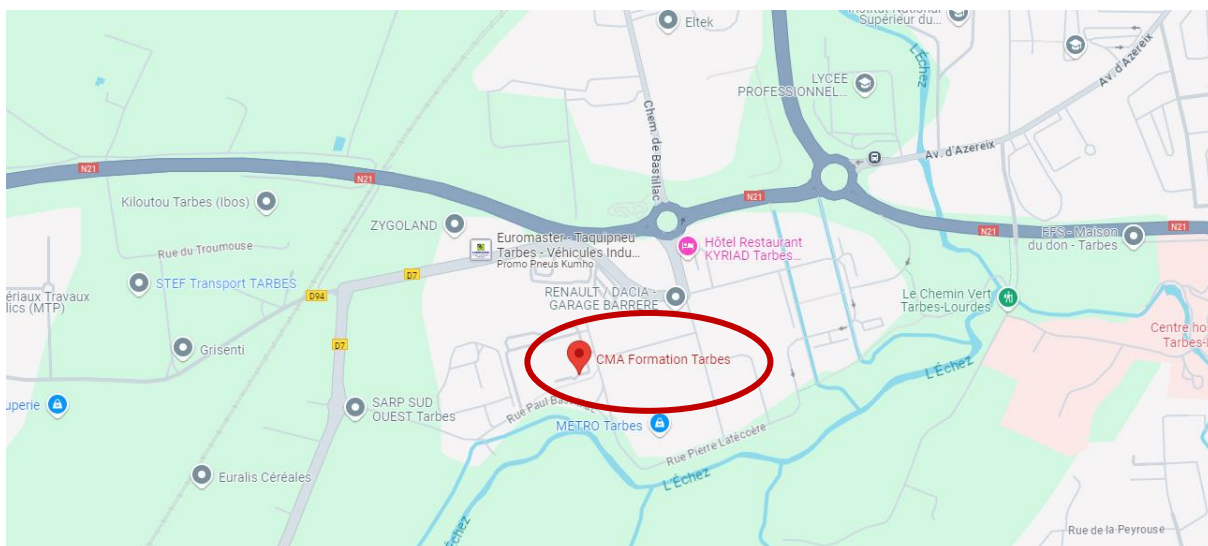 Institut National
Supérieur du...
Eltek
L'Échez
Av. d'Azereix
LYCEE
PROFESSIONNEL...
Chem. de Bastillac
Av. d'Azereix
N21
N21
N21
N21
N21
Kiloutou Tarbes (Ibos)
ZYGOLAND
Euromaster - Taquipneu
Tarbes - Véhicules Indu...
Promo Pneus Kumho
Hôtel Restaurant
KYRIAD Tarbes...
EFS - Maison
du don - Tarbes
Rue du Troumouse
D7
STEF Transport TARBES
D94
ériaux Travaux
lics (MTP)
RENAULT / DACIA -
GARAGE BARRERE
Le Chemin Vert
Tarbes-Lourdes
Centre ho
Tarbes-
Grisenti
D7
CMA Formation Tarbes
L'Échez
uperie
SARP SUD
OUEST Tarbes
Rue Paul
METRO Tarbes
Rue Pierre Latécoère
Euralis Céréales
L'Échez
L'Échez
Rue de la Peyrouse